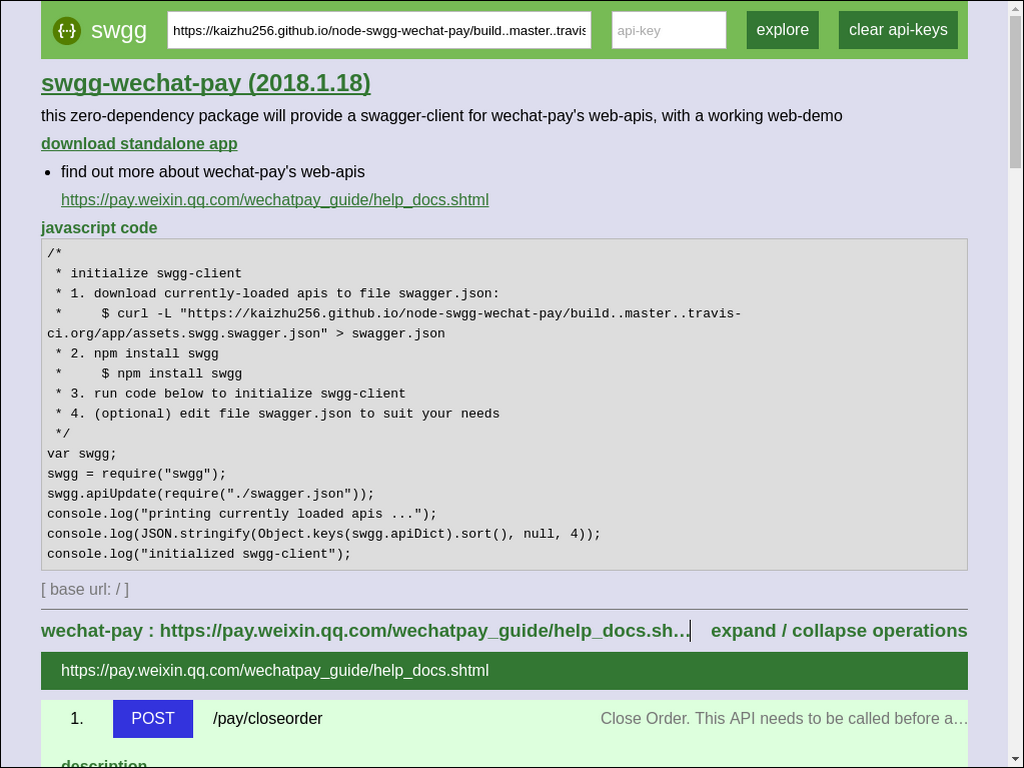 swgg https://kaizhu256.github.io/node-swgg-wechat-pay/build..master..travis api-key explore clear api-keys
swgg-wechat-pay (2018.1.18)
this zero-dependency package will provide a swagger-client for wechat-pay's web-apis, with a working web-demo
download standalone app
• find out more about wechat-pay's web-apis
https://pay.weixin.qq.com/wechatpay_guide/help_docs.shtml
javascript code
/*
 * initialize swgg-client
 * 1. download currently-loaded apis to file swagger.json:
 *     $ curl -L "https://kaizhu256.github.io/node-swgg-wechat-pay/build..master..travis-
ci.org/app/assets.swgg.swagger.json" > swagger.json
 * 2. npm install swgg
 *     $ npm install swgg
 * 3. run code below to initialize swgg-client
 * 4. (optional) edit file swagger.json to suit your needs
 */
var swgg;
swgg = require("swgg");
swgg.apiUpdate(require("./swagger.json"));
console.log("printing currently loaded apis ...");
console.log(JSON.stringify(Object.keys(swgg.apiDict).sort(), null, 4));
console.log("initialized swgg-client");
[ base url: / ]
wechat-pay : https://pay.weixin.qq.com/wechatpay_guide/help_docs.sh… expand / collapse operations
https://pay.weixin.qq.com/wechatpay_guide/help_docs.shtml
1. POST /pay/closeorder Close Order. This API needs to be called before a…
description